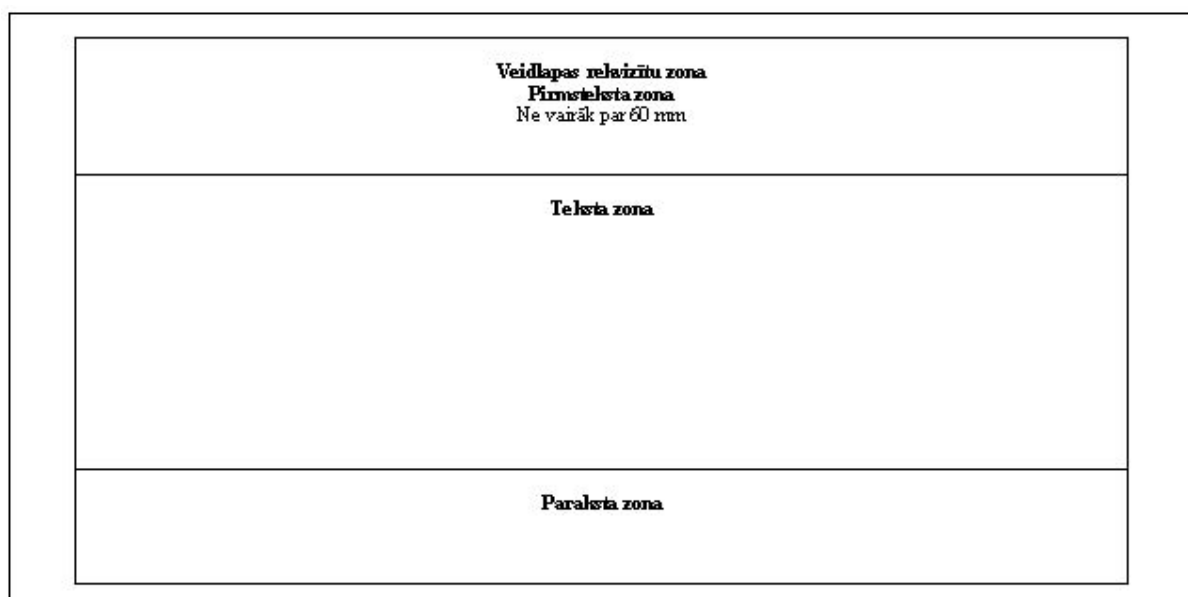 Veidlapas rekvizītu zona
Pirmsteksta zona
Ne vairāk par 60 mm
Teksta zona
Paraksta zona